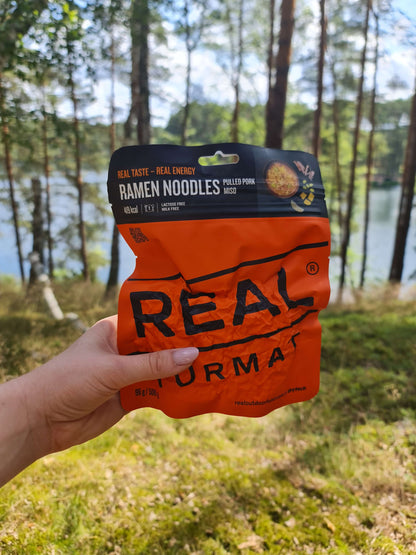 REAL TASTE – REAL ENERGY
RAMEN NOODLES PULLED PORK
MISO
LACTOSE FREE
MILK FREE
REAL®
TURMAT